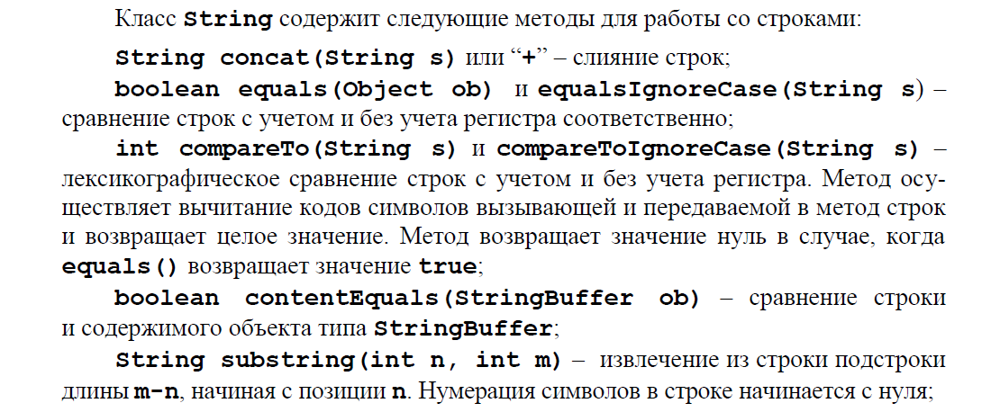 Класс String содержит следующие методы для работы со строками:
String concat(String s) или “+” – слияние строк;
boolean equals(Object ob) и equalsIgnoreCase(String s) –
сравнение строк с учетом и без учета регистра соответственно;
int compareTo(String s) и compareToIgnoreCase(String s) –
лексикографическое сравнение строк с учетом и без учета регистра. Метод осу-
ществляет вычитание кодов символов вызывающей и передаваемой в метод строк
и возвращает целое значение. Метод возвращает значение нуль в случае, когда
equals() возвращает значение true;
boolean contentEquals(StringBuffer ob) – сравнение строки
и содержимого объекта типа StringBuffer;
String substring(int n, int m) – извлечение из строки подстроки
длины m-n, начиная с позиции n. Нумерация символов в строке начинается с нуля;